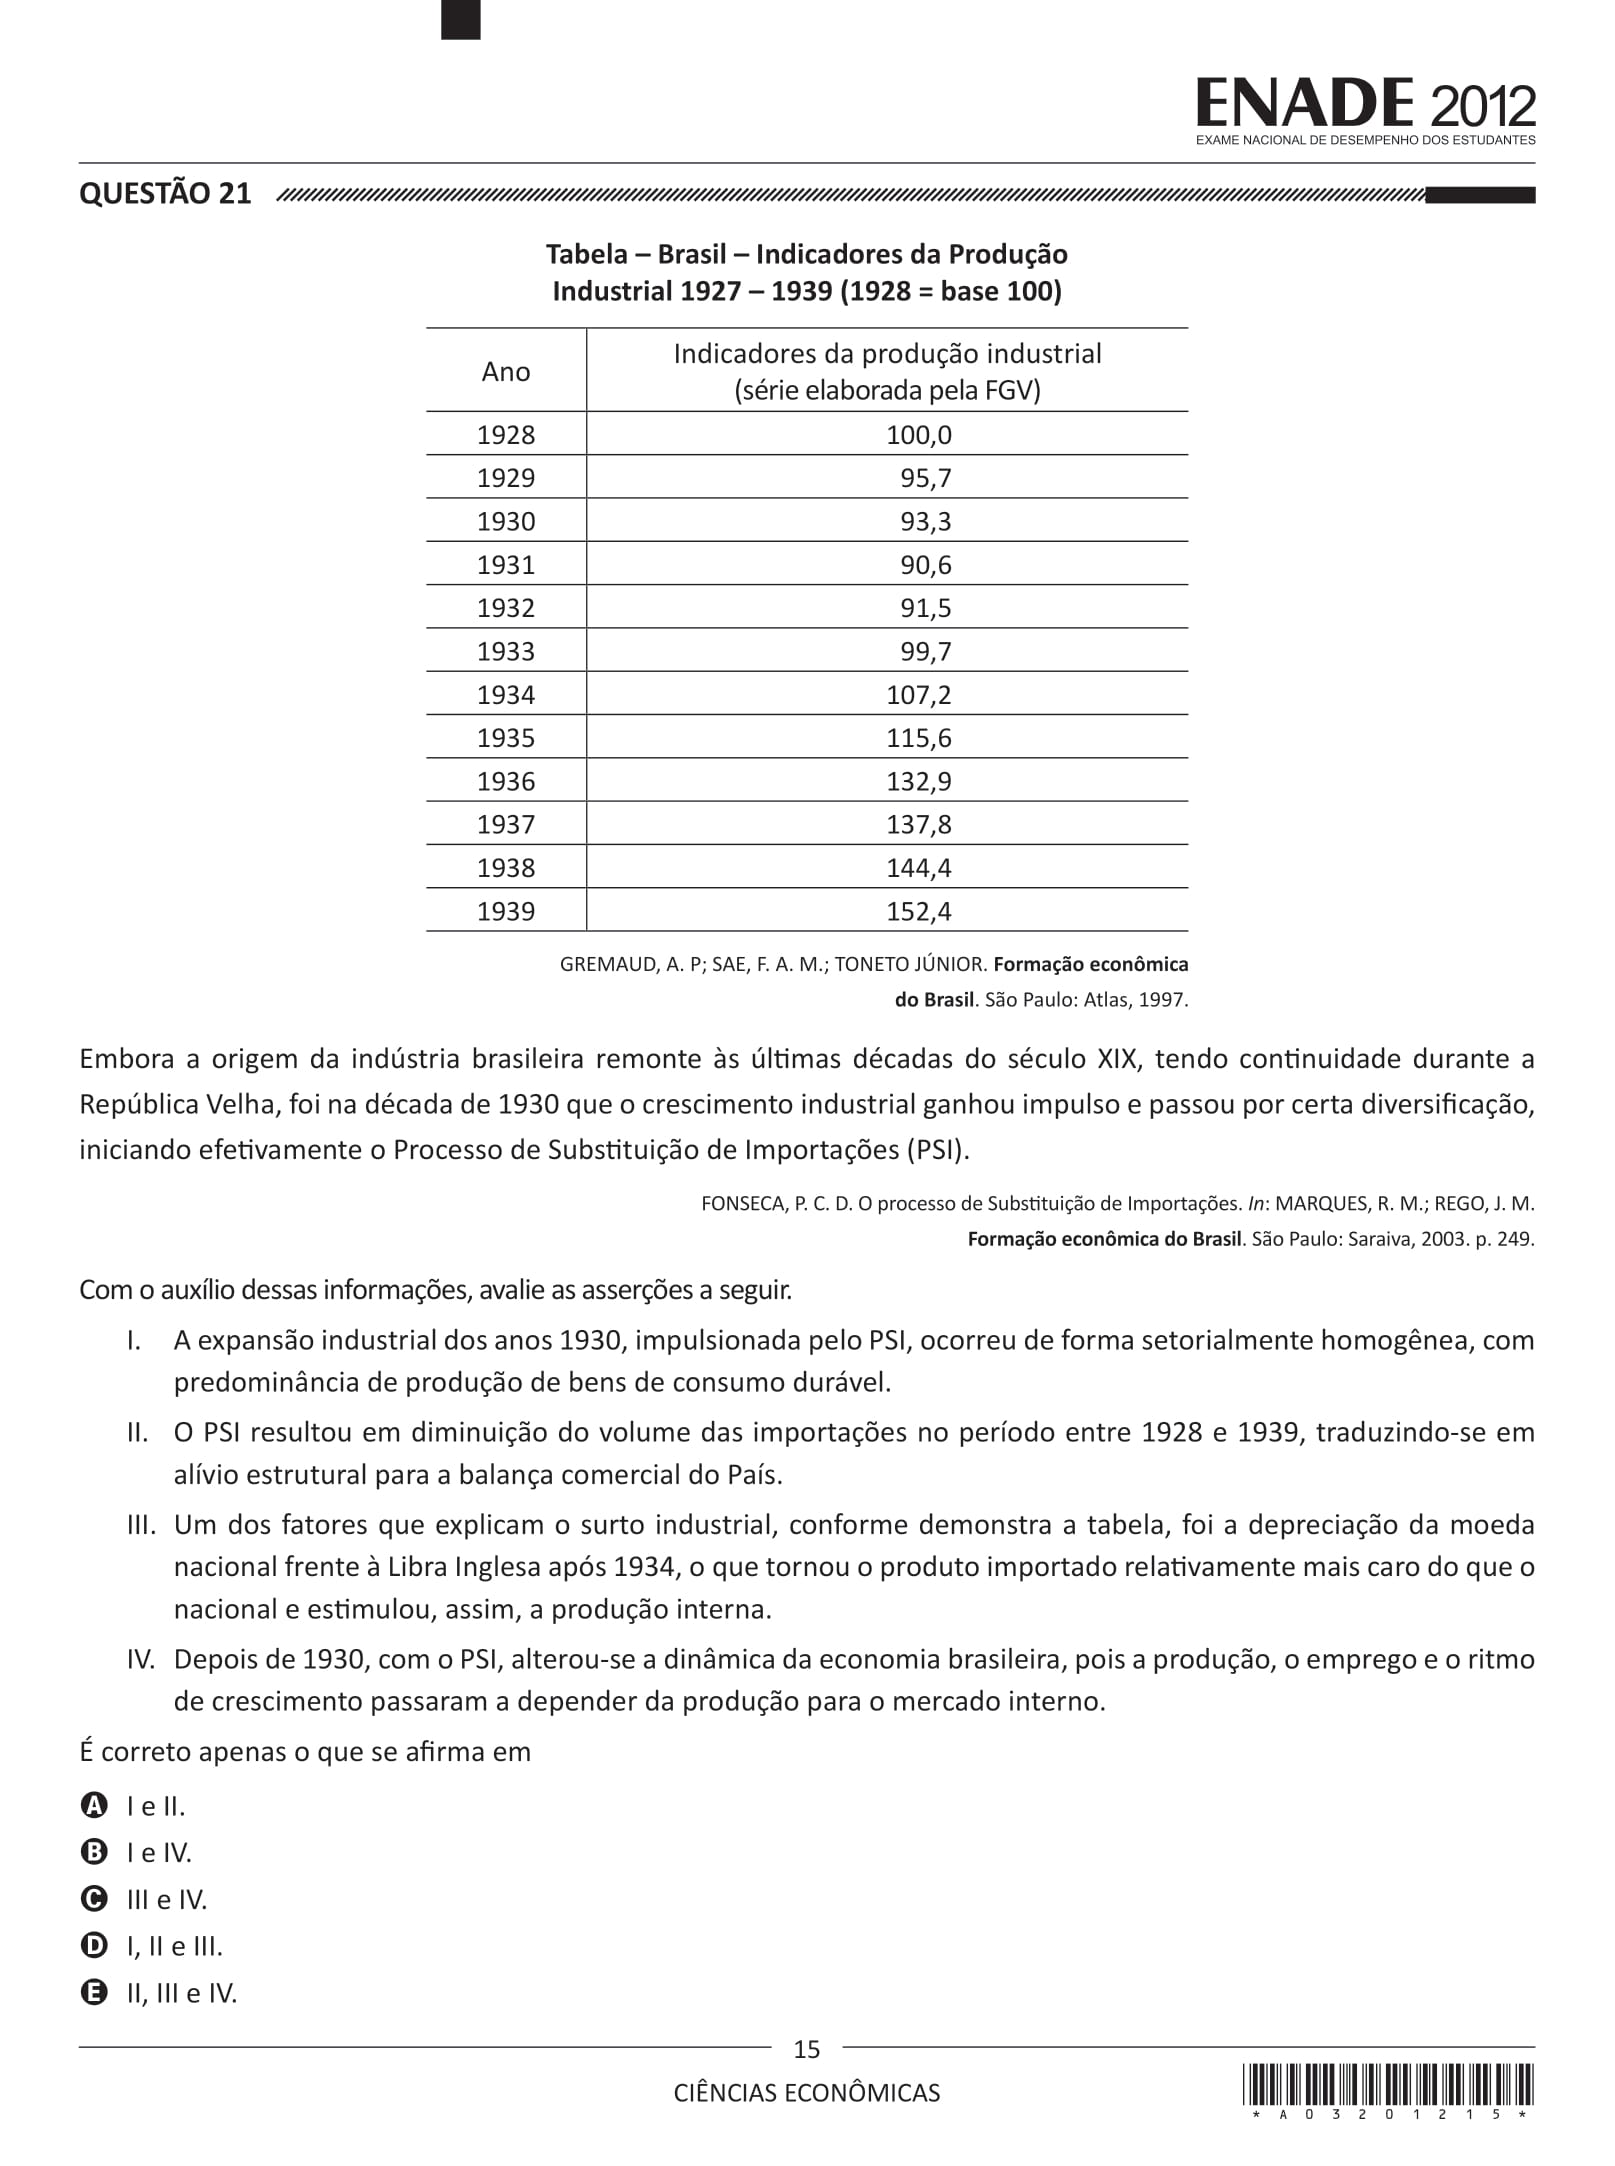 ENADE 2012
EXAME NACIONAL DE DESEMPENHO DOS ESTUDANTES
QUESTÃO 21
Tabela – Brasil – Indicadores da Produção
Industrial 1927 – 1939 (1928 = base 100)
Ano
Indicadores da produção industrial
(série elaborada pela FGV)
1928 100,0
1929 95,7
1930 93,3
1931 90,6
1932 91,5
1933 99,7
1934 107,2
1935 115,6
1936 132,9
1937 137,8
1938 144,4
1939 152,4
GREMAUD, A. P; SAE, F. A. M.; TONETO JÚNIOR. Formação econômica
do Brasil. São Paulo: Atlas, 1997.
Embora a origem da indústria brasileira remonte às últimas décadas do século XIX, tendo continuidade durante a
República Velha, foi na década de 1930 que o crescimento industrial ganhou impulso e passou por certa diversificação,
iniciando efetivamente o Processo de Substituição de Importações (PSI).
FONSECA, P. C. D. O processo de Substituição de Importações. In: MARQUES, R. M.; REGO, J. M.
Formação econômica do Brasil. São Paulo: Saraiva, 2003. p. 249.
Com o auxílio dessas informações, avalie as asserções a seguir.
I. A expansão industrial dos anos 1930, impulsionada pelo PSI, ocorreu de forma setorialmente homogênea, com
predominância de produção de bens de consumo durável.
II. O PSI resultou em diminuição do volume das importações no período entre 1928 e 1939, traduzindo-se em
alívio estrutural para a balança comercial do País.
III. Um dos fatores que explicam o surto industrial, conforme demonstra a tabela, foi a depreciação da moeda
nacional frente à Libra Inglesa após 1934, o que tornou o produto importado relativamente mais caro do que o
nacional e estimulou, assim, a produção interna.
IV. Depois de 1930, com o PSI, alterou-se a dinâmica da economia brasileira, pois a produção, o emprego e o ritmo
de crescimento passaram a depender da produção para o mercado interno.
É correto apenas o que se afirma em
A I e II.
B I e IV.
C III e IV.
D I, II e III.
E II, III e IV.
15
CIÊNCIAS ECONÔMICAS
* A 0 3 2 0 1 2 1 5 *